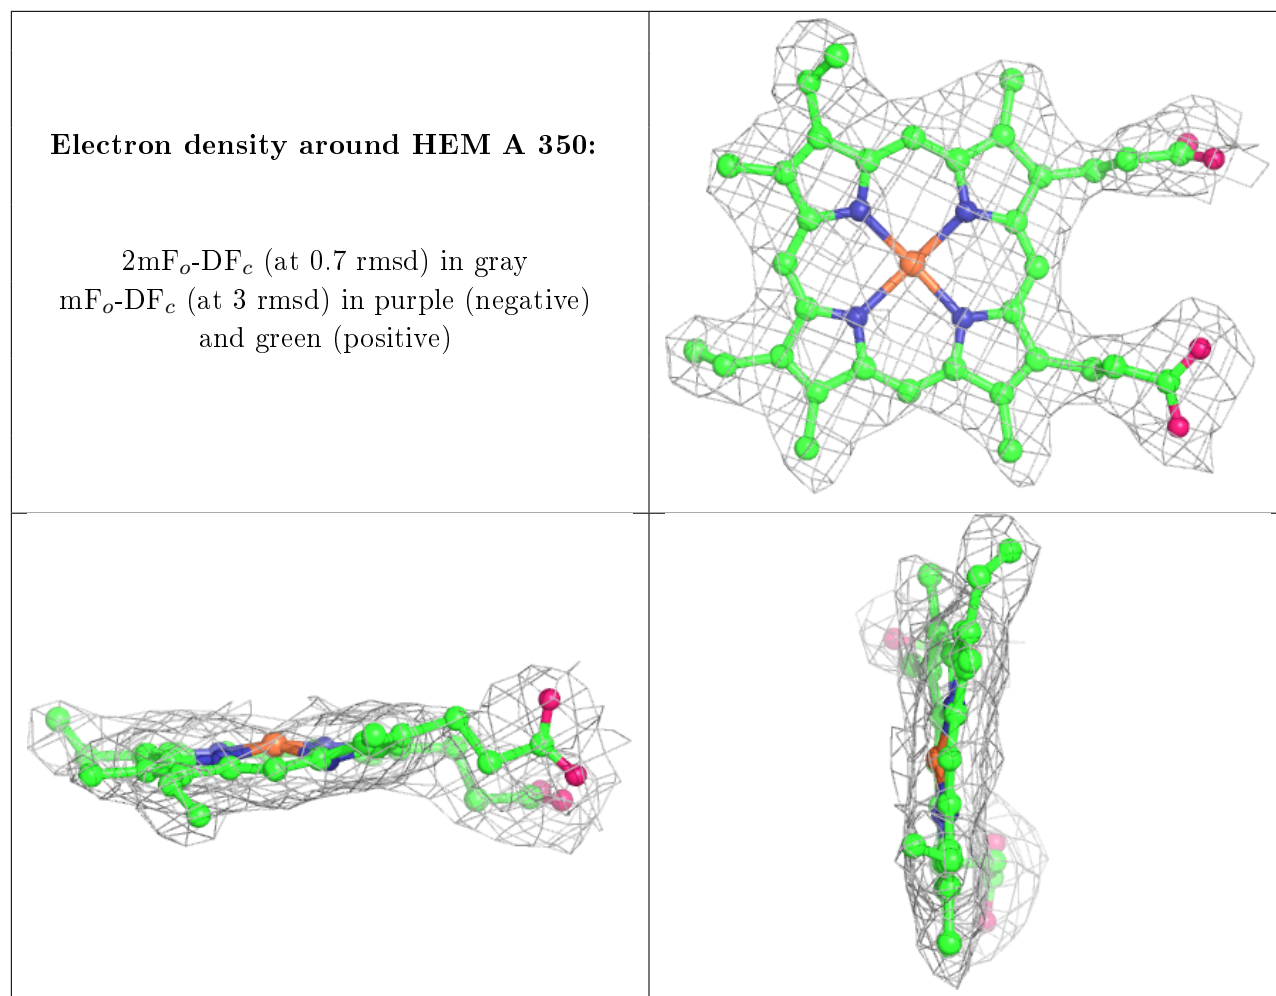 Electron density around HEM A 350:
2mFo-DFc (at 0.7 rmsd) in gray
mFo-DFc (at 3 rmsd) in purple (negative)
and green (positive)